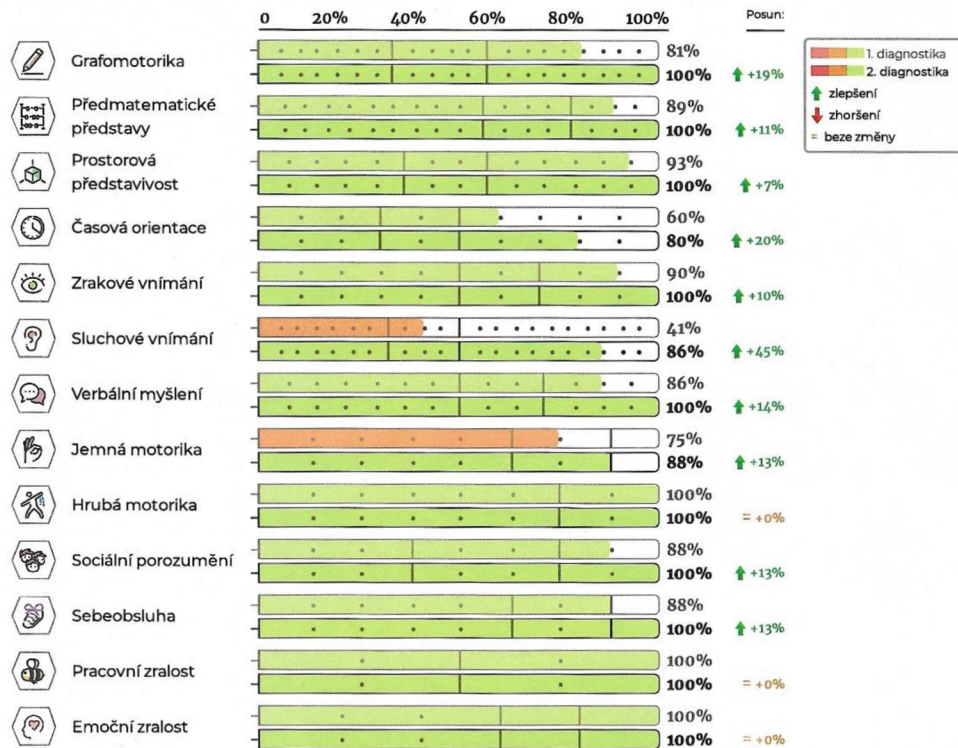 0 20% 40% 60% 80% 100%
Posun:
1. diagnostika
2. diagnostika
zlepšení
zhoršení
= beze změny
Grafomotorika
81%
100%
+19%
Předmatematické
představy
89%
100%
+11%
Prostorová
představivost
93%
100%
+7%
Časová orientace
60%
80%
+20%
Zrakové vnímání
90%
100%
+10%
Sluchové vnímání
41%
86%
+45%
Verbální myšlení
86%
100%
+14%
Jemná motorika
75%
88%
+13%
Hrubá motorika
100%
100%
= +0%
Sociální porozumění
88%
100%
+13%
Sebeobsluha
88%
100%
+13%
Pracovní zralost
100%
100%
= +0%
Emoční zralost
100%
100%
= +0%